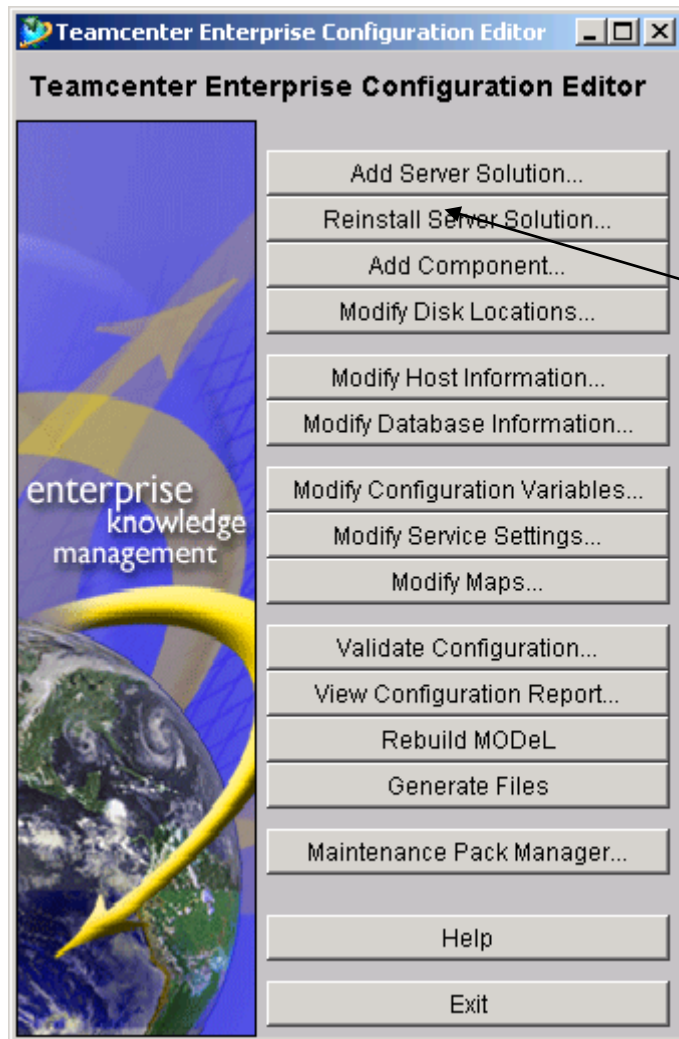 Teamcenter Enterprise Configuration Editor
Teamcenter Enterprise Configuration Editor
Add Server Solution...
Reinstall Server Solution...
Add Component...
Modify Disk Locations...
Modify Host Information...
Modify Database Information...
enterprise
knowledge
management
Modify Configuration Variables...
Modify Service Settings...
Modify Maps...
Validate Configuration...
View Configuration Report...
Rebuild MODeL
Generate Files
Maintenance Pack Manager...
Help
Exit